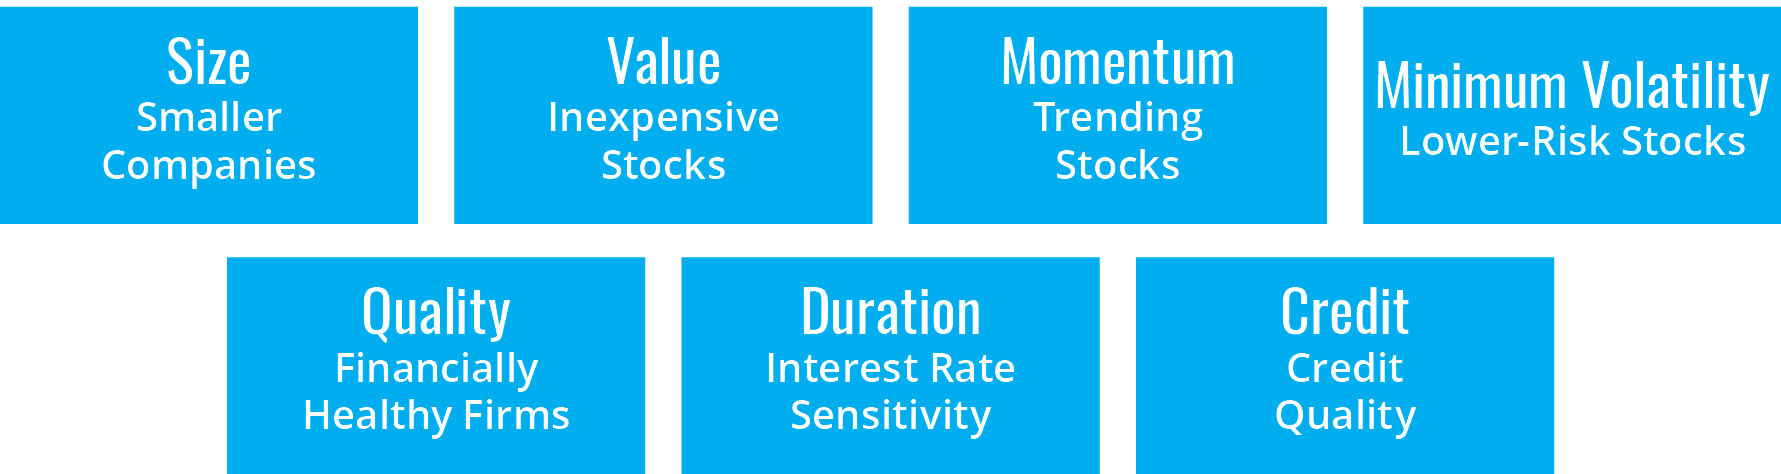 Size
Smaller
Companies
Value
Inexpensive
Stocks
Momentum
Trending
Stocks
Minimum Volatility
Lower-Risk Stocks
Quality
Financially
Healthy Firms
Duration
Interest Rate
Sensitivity
Credit
Credit
Quality